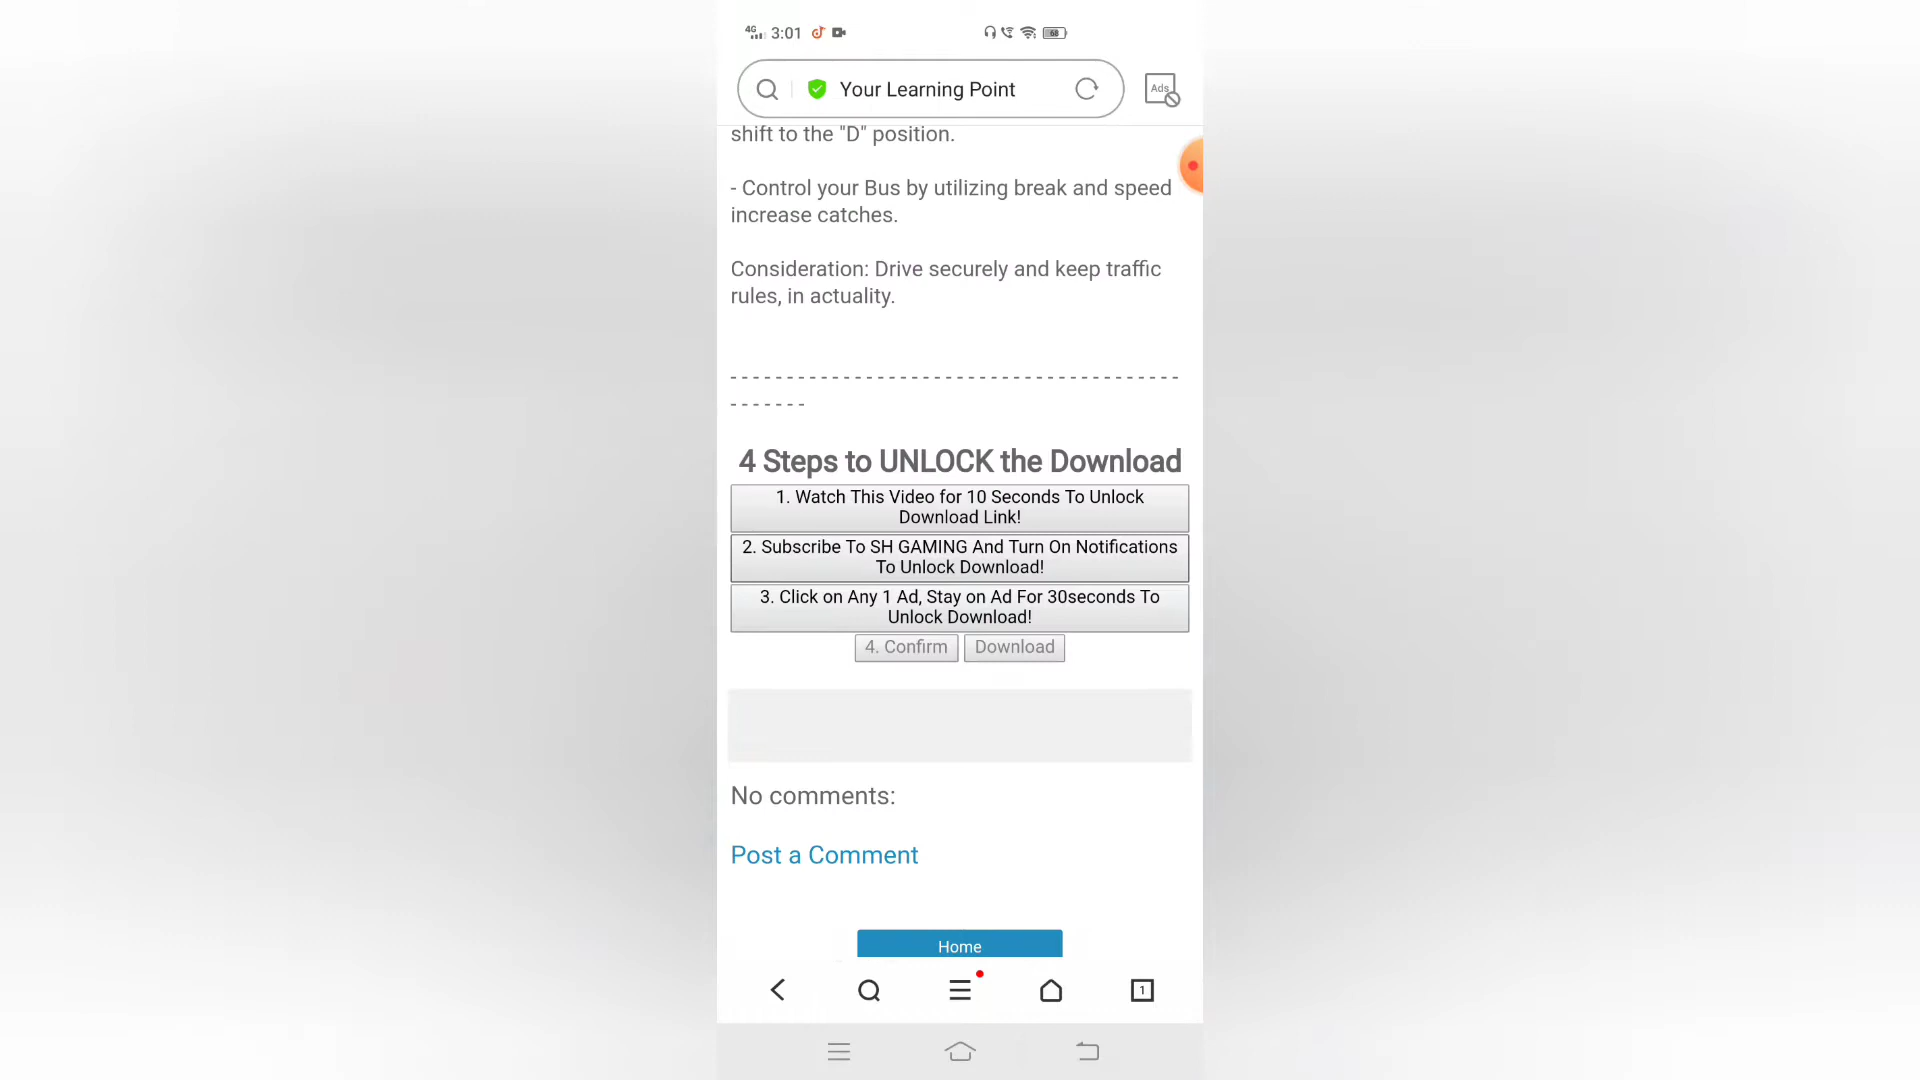 4G 3:01 68
Your Learning Point
Ads
shift to the "D" position.
- Control your Bus by utilizing break and speed
increase catches.
Consideration: Drive securely and keep traffic
rules, in actuality.
- - - - - - - - - - - - - - - - - - - - - - - - - - - - - - - - - - - - - - - -
- - - - - - -
4 Steps to UNLOCK the Download
1. Watch This Video for 10 Seconds To Unlock
Download Link!
2. Subscribe To SH GAMING And Turn On Notifications
To Unlock Download!
3. Click on Any 1 Ad, Stay on Ad For 30seconds To
Unlock Download!
4. Confirm Download
No comments:
Post a Comment
Home
1